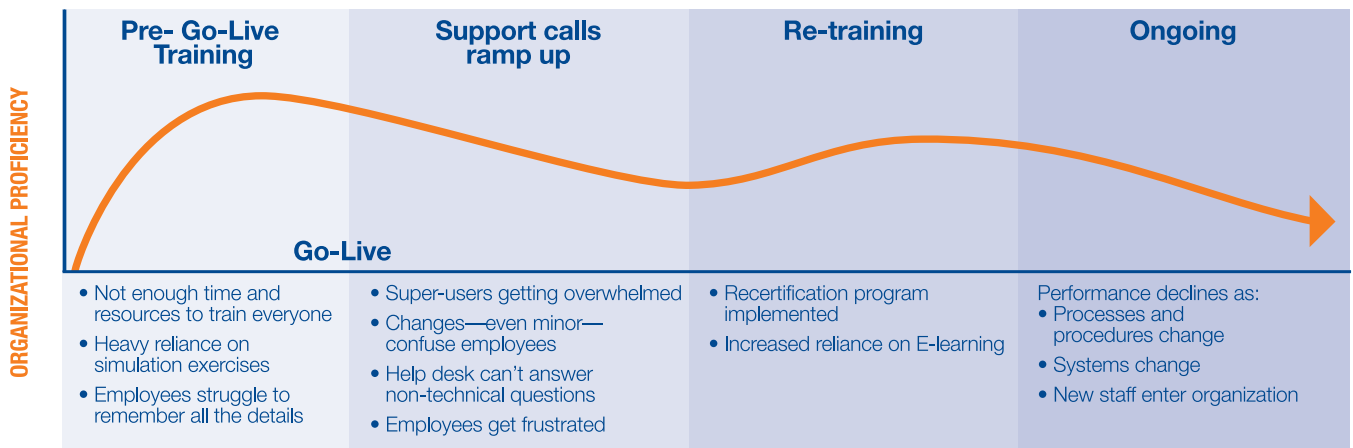 Pre- Go-Live
Training
Support calls
ramp up
Re-training
Ongoing
ORGANIZATIONAL PROFICIENCY
Go-Live
• Not enough time and
resources to train everyone
• Heavy reliance on
simulation exercises
• Employees struggle to
remember all the details
• Super-users getting overwhelmed
• Changes—even minor—
confuse employees
• Help desk can't answer
non-technical questions
• Employees get frustrated
• Recertification program
implemented
• Increased reliance on E-learning
Performance declines as:
• Processes and
procedures change
• Systems change
• New staff enter organization